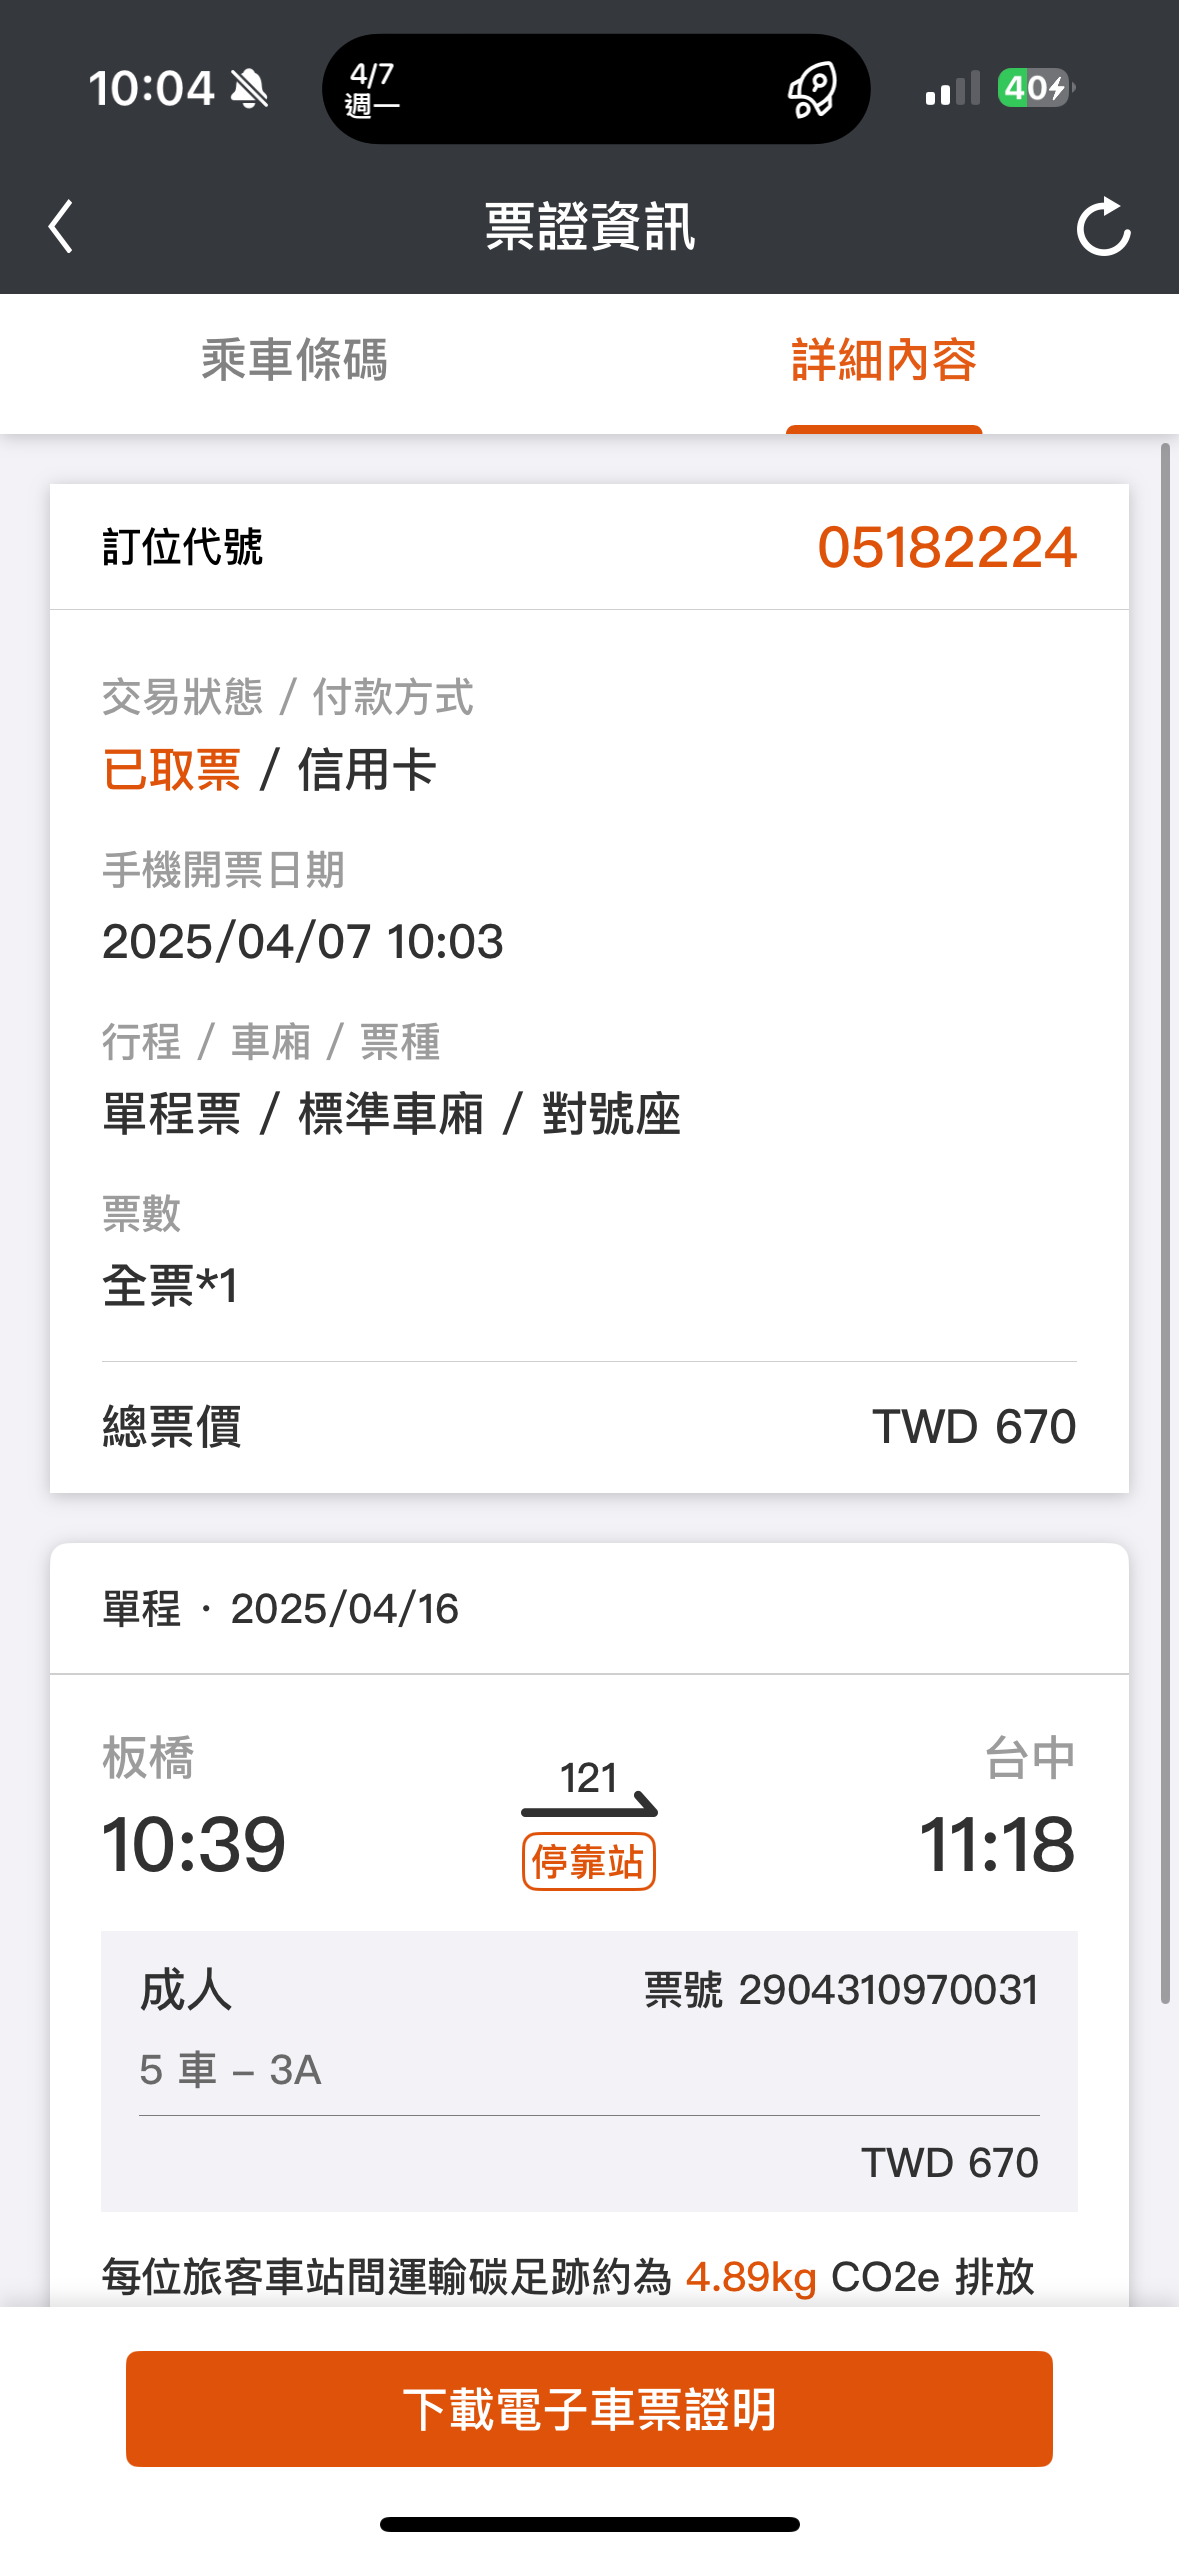 10:04
4/7
週一
40
票證資訊
乘車條碼
詳細內容
訂位代號
05182224
交易狀態 / 付款方式
已取票 / 信用卡
手機開票日期
2025/04/07 10:03
行程 / 車廂 / 票種
單程票 / 標準車廂 / 對號座
票數
全票*1
總票價
TWD 670
單程 · 2025/04/16
板橋
121
台中
10:39
停靠站
11:18
成人
票號 2904310970031
5 車 – 3A
TWD 670
每位旅客車站間運輸碳足跡約為 4.89kg CO2e 排放
下載電子車票證明